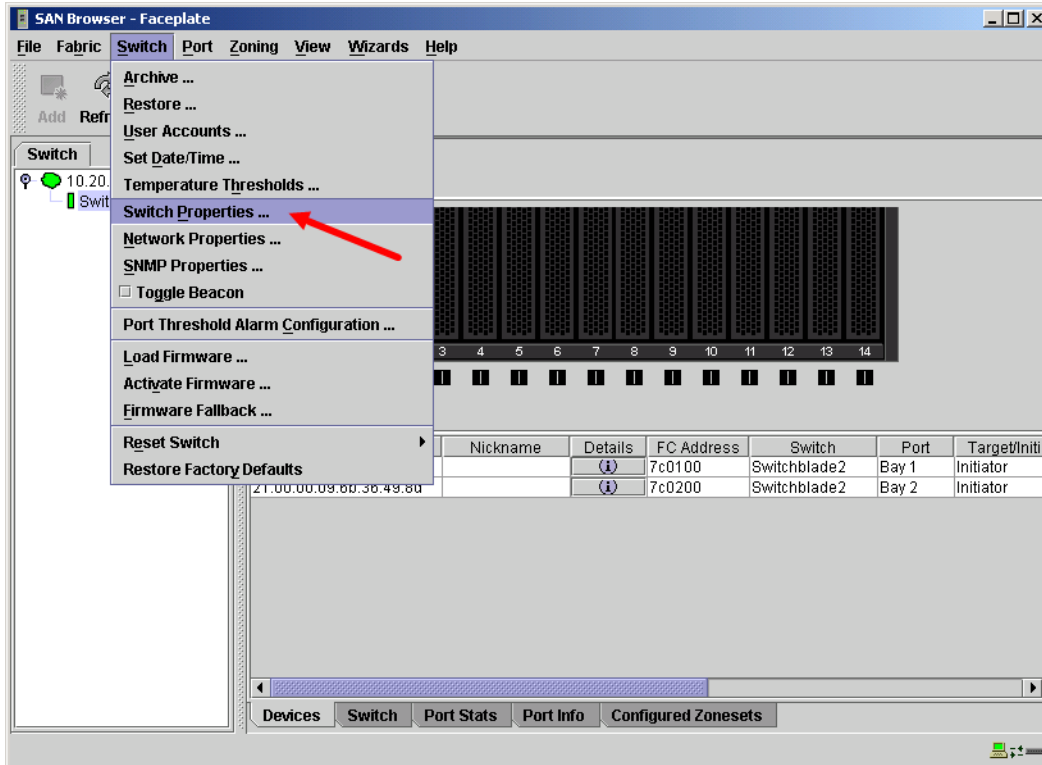 SAN Browser - Faceplate
File Fabric Switch Port Zoning View Wizards Help
Add Refr
Archive ...
Restore ...
User Accounts ...
Set Date/Time ...
Temperature Thresholds ...
Switch Properties ...
Network Properties ...
SNMP Properties ...
Toggle Beacon
Port Threshold Alarm Configuration ...
Load Firmware ...
Activate Firmware ...
Firmware Fallback ...
Reset Switch
Restore Factory Defaults
Switch
10.20.
Swit
3 4 5 6 7 8 9 10 11 12 13 14
Nickname Details FC Address Switch Port Target/Initi
(i) 7c0100 Switchblade2 Bay 1 Initiator
21.00.00.09.6b.36.49.8d (i) 7c0200 Switchblade2 Bay 2 Initiator
Devices Switch Port Stats Port Info Configured Zonesets